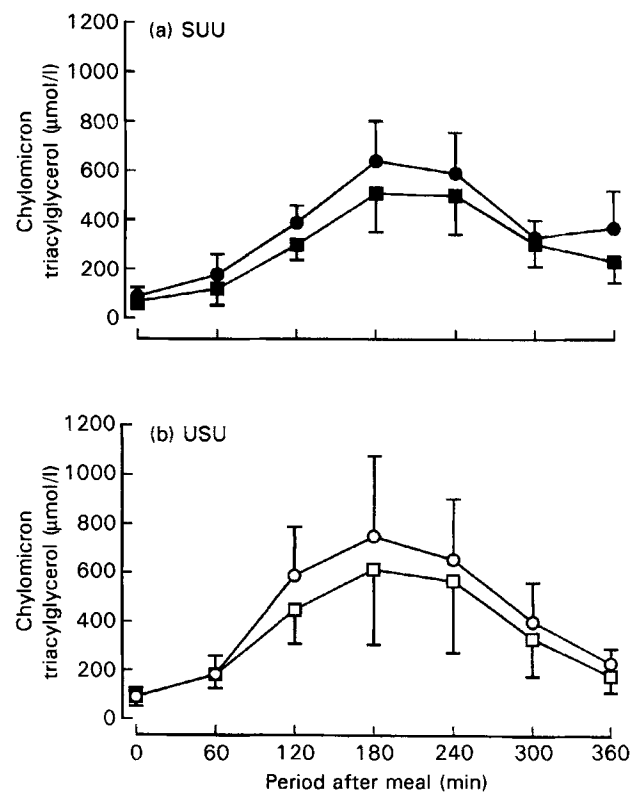 (a) SUU
1200
1000
800
600
400
200
0
Chylomicron
triacylglycerol (µmol/l)
(b) USU
1200
1000
800
600
400
200
0
Chylomicron
triacylglycerol (µmol/l)
0 60 120 180 240 300 360
Period after meal (min)